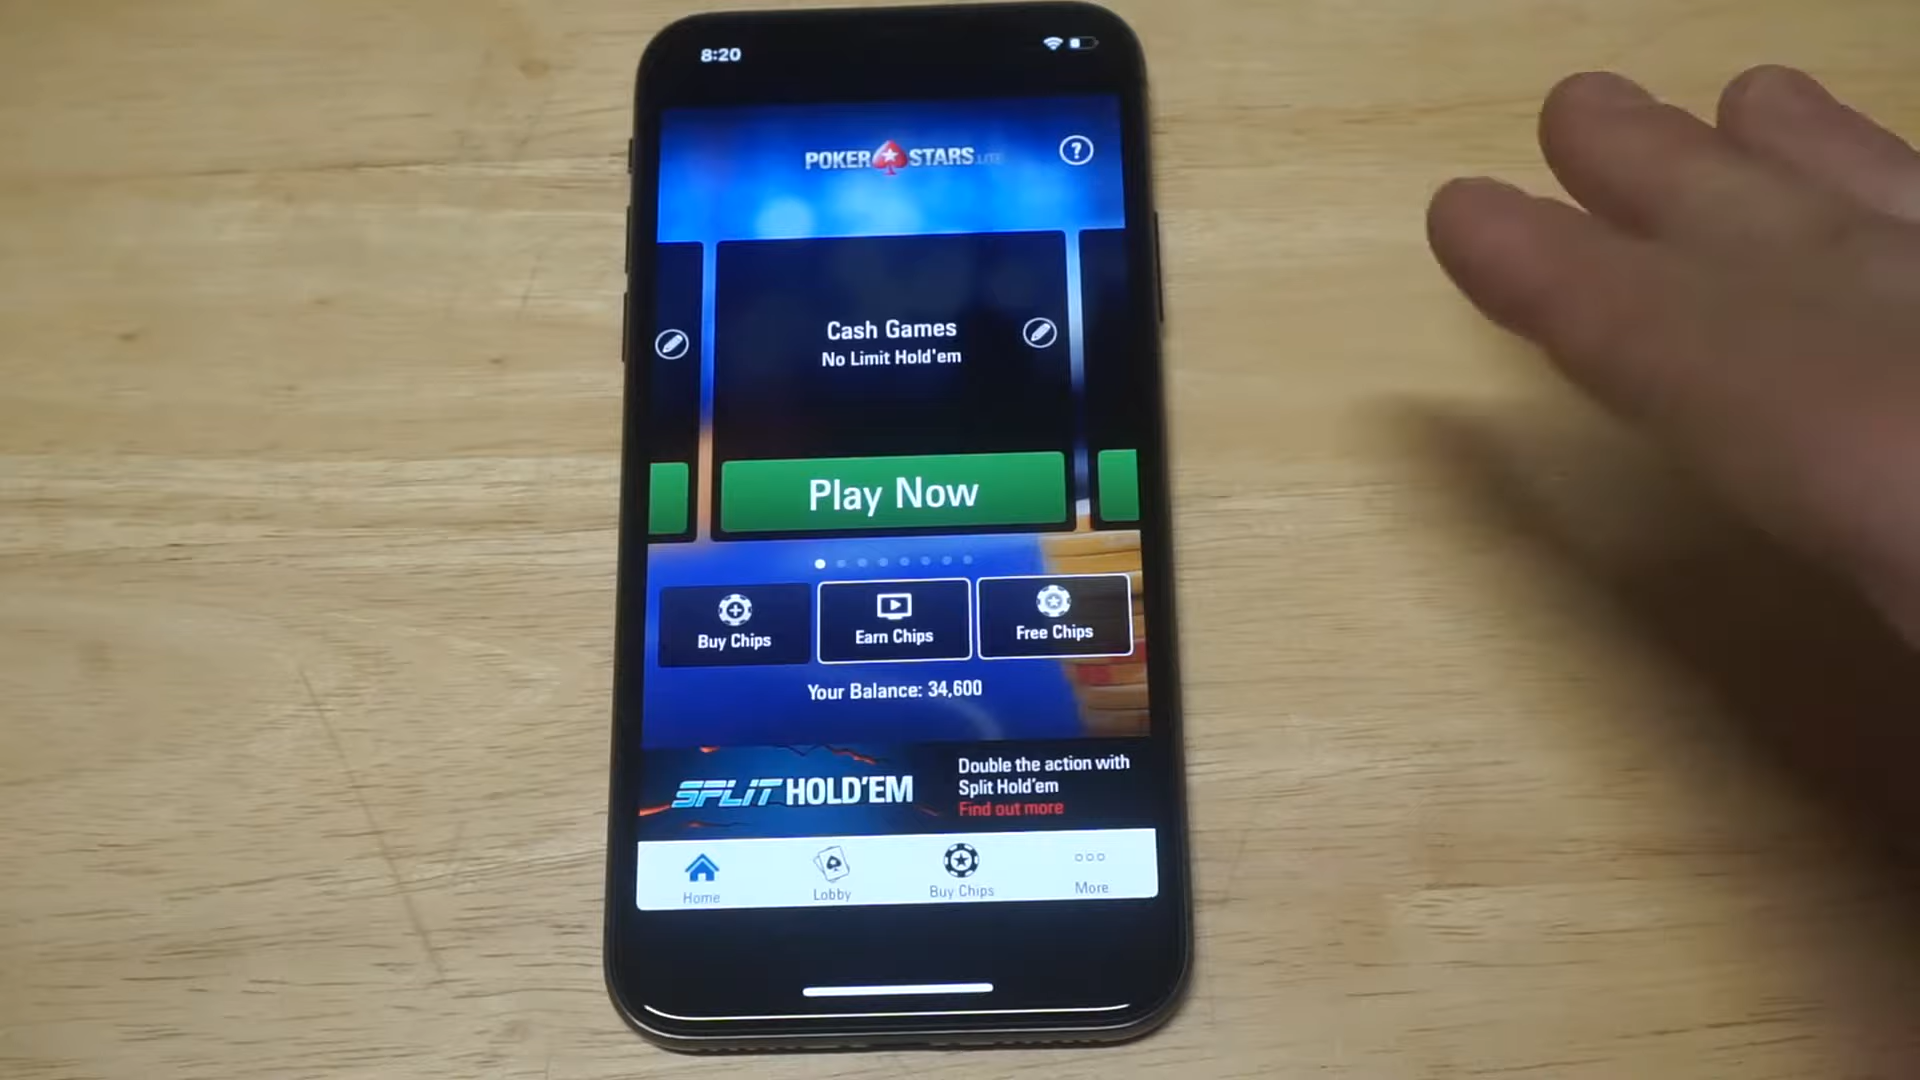 8:20
POKER STARS LITE
?
Cash Games
No Limit Hold'em
Play Now
Buy Chips
Earn Chips
Free Chips
Your Balance: 34,600
SPLIT HOLD'EM
Double the action with
Split Hold'em
Find out more
Home
Lobby
Buy Chips
More